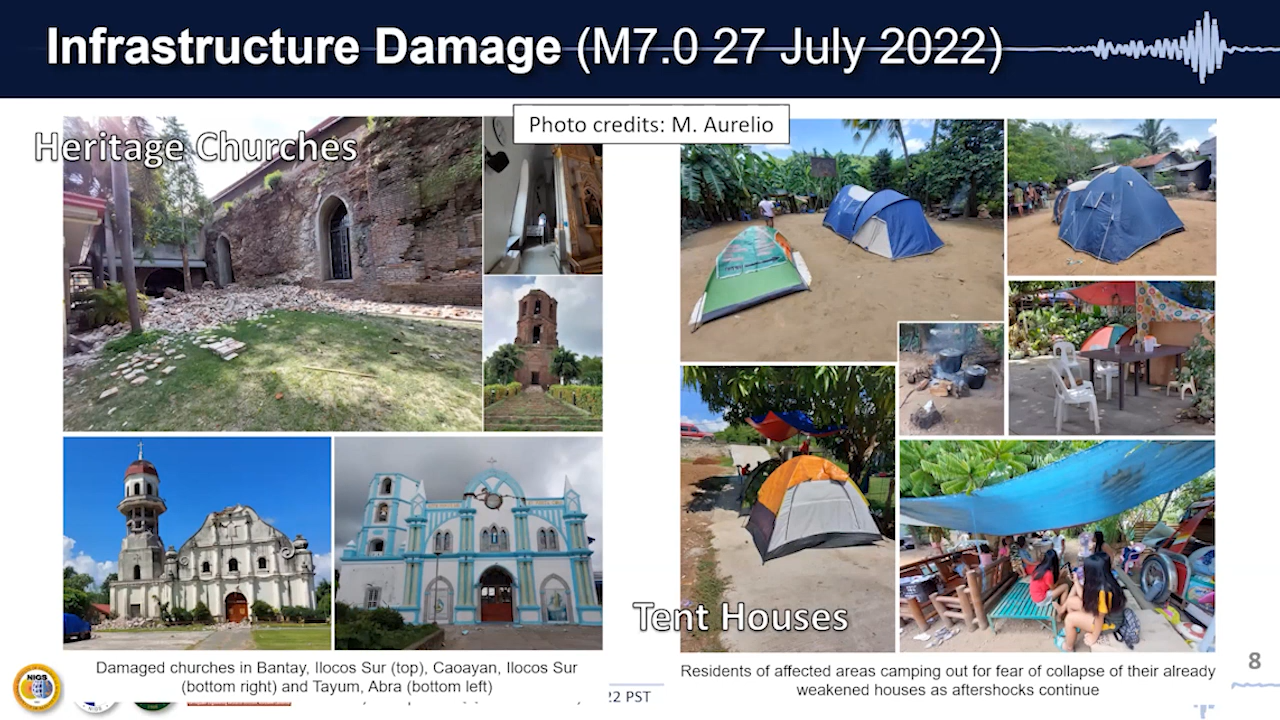 Infrastructure Damage (M7.0 27 July 2022)
Photo credits: M. Aurelio
Heritage Churches
Tent Houses
Damaged churches in Bantay, Ilocos Sur (top), Caoayan, Ilocos Sur
(bottom right) and Tayum, Abra (bottom left)
Residents of affected areas camping out for fear of collapse of their already
weakened houses as aftershocks continue
8
NIGS
22 PST